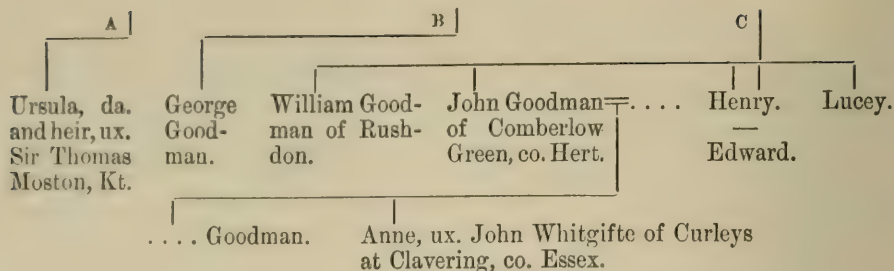 A B C
Ursula, da.
and heir, ux.
Sir Thomas
Moston, Kt.
George
Good-
man.
William Good-
man of Rush-
don.
John Goodman=....
of Comberlow
Green, co. Hert.
Henry.
—
Edward.
Lucey.
.... Goodman.
Anne, ux. John Whitgifte of Curleys
at Clavering, co. Essex.